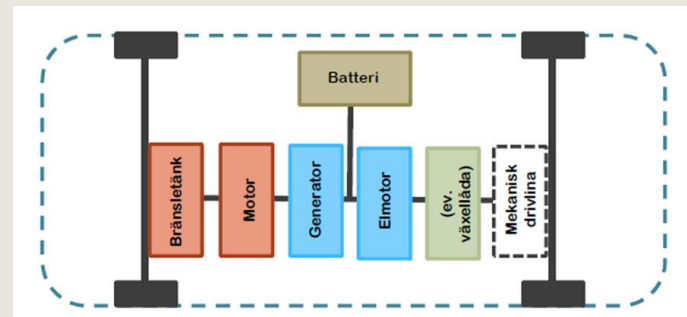 Batteri
Bränsletänk
Motor
Generator
Elmotor
(ev.
växellåda)
Mekanisk
drivlina